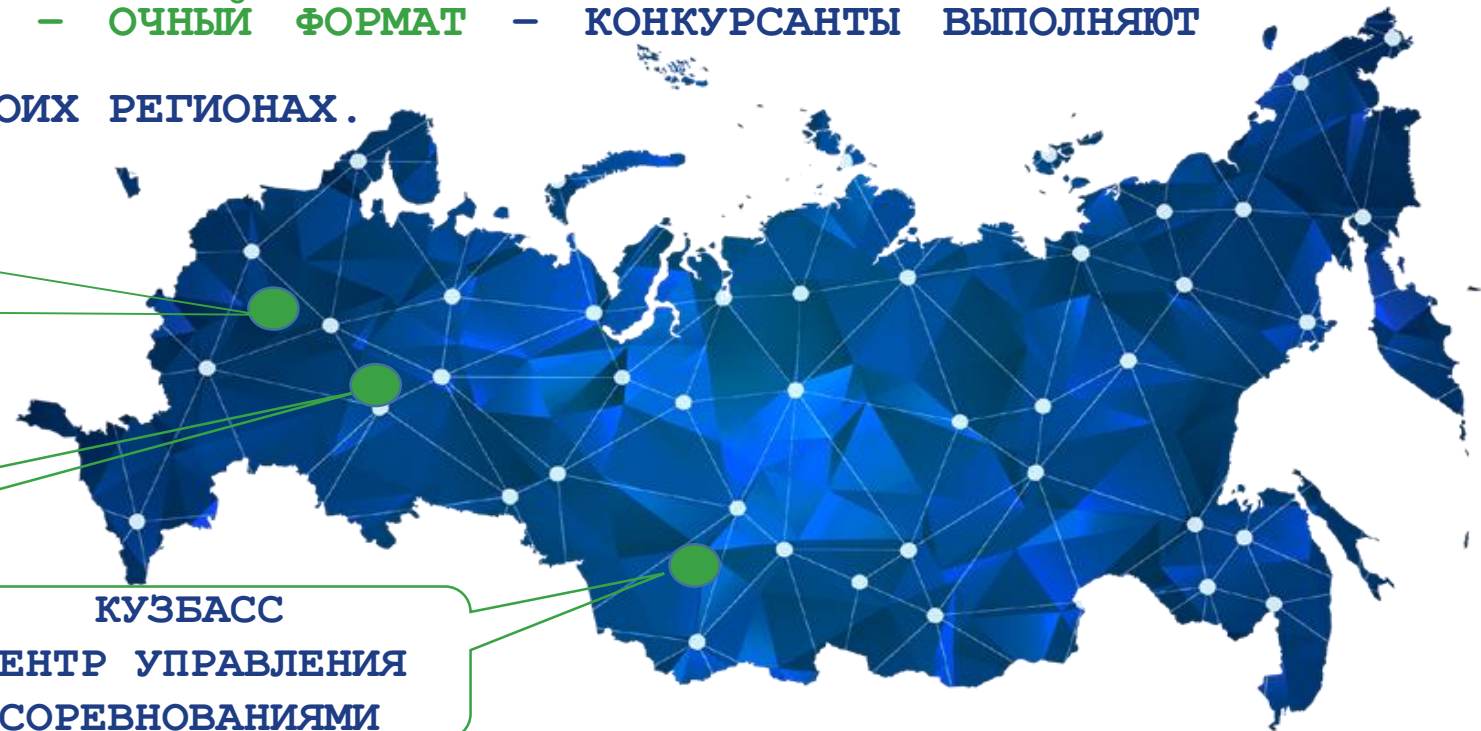 – ОЧНЫЙ ФОРМАТ – КОНКУРСАНТЫ ВЫПОЛНЯЮТ
ОИХ РЕГИОНАХ.
КУЗБАСС
ЕНТР УПРАВЛЕНИЯ
СОРЕВНОВАНИЯМИ